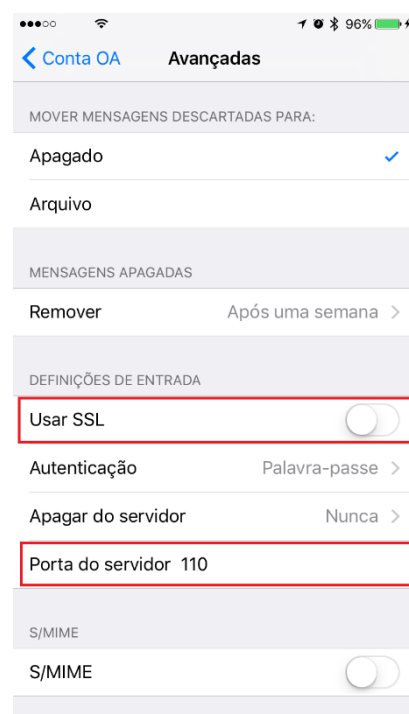 96%
Conta OA Avançadas
MOVER MENSAGENS DESCARTADAS PARA:
Apagado
Arquivo
MENSAGENS APAGADAS
Remover Após uma semana
DEFINIÇÕES DE ENTRADA
Usar SSL
Autenticação Palavra-passe
Apagar do servidor Nunca
Porta do servidor 110
S/MIME
S/MIME